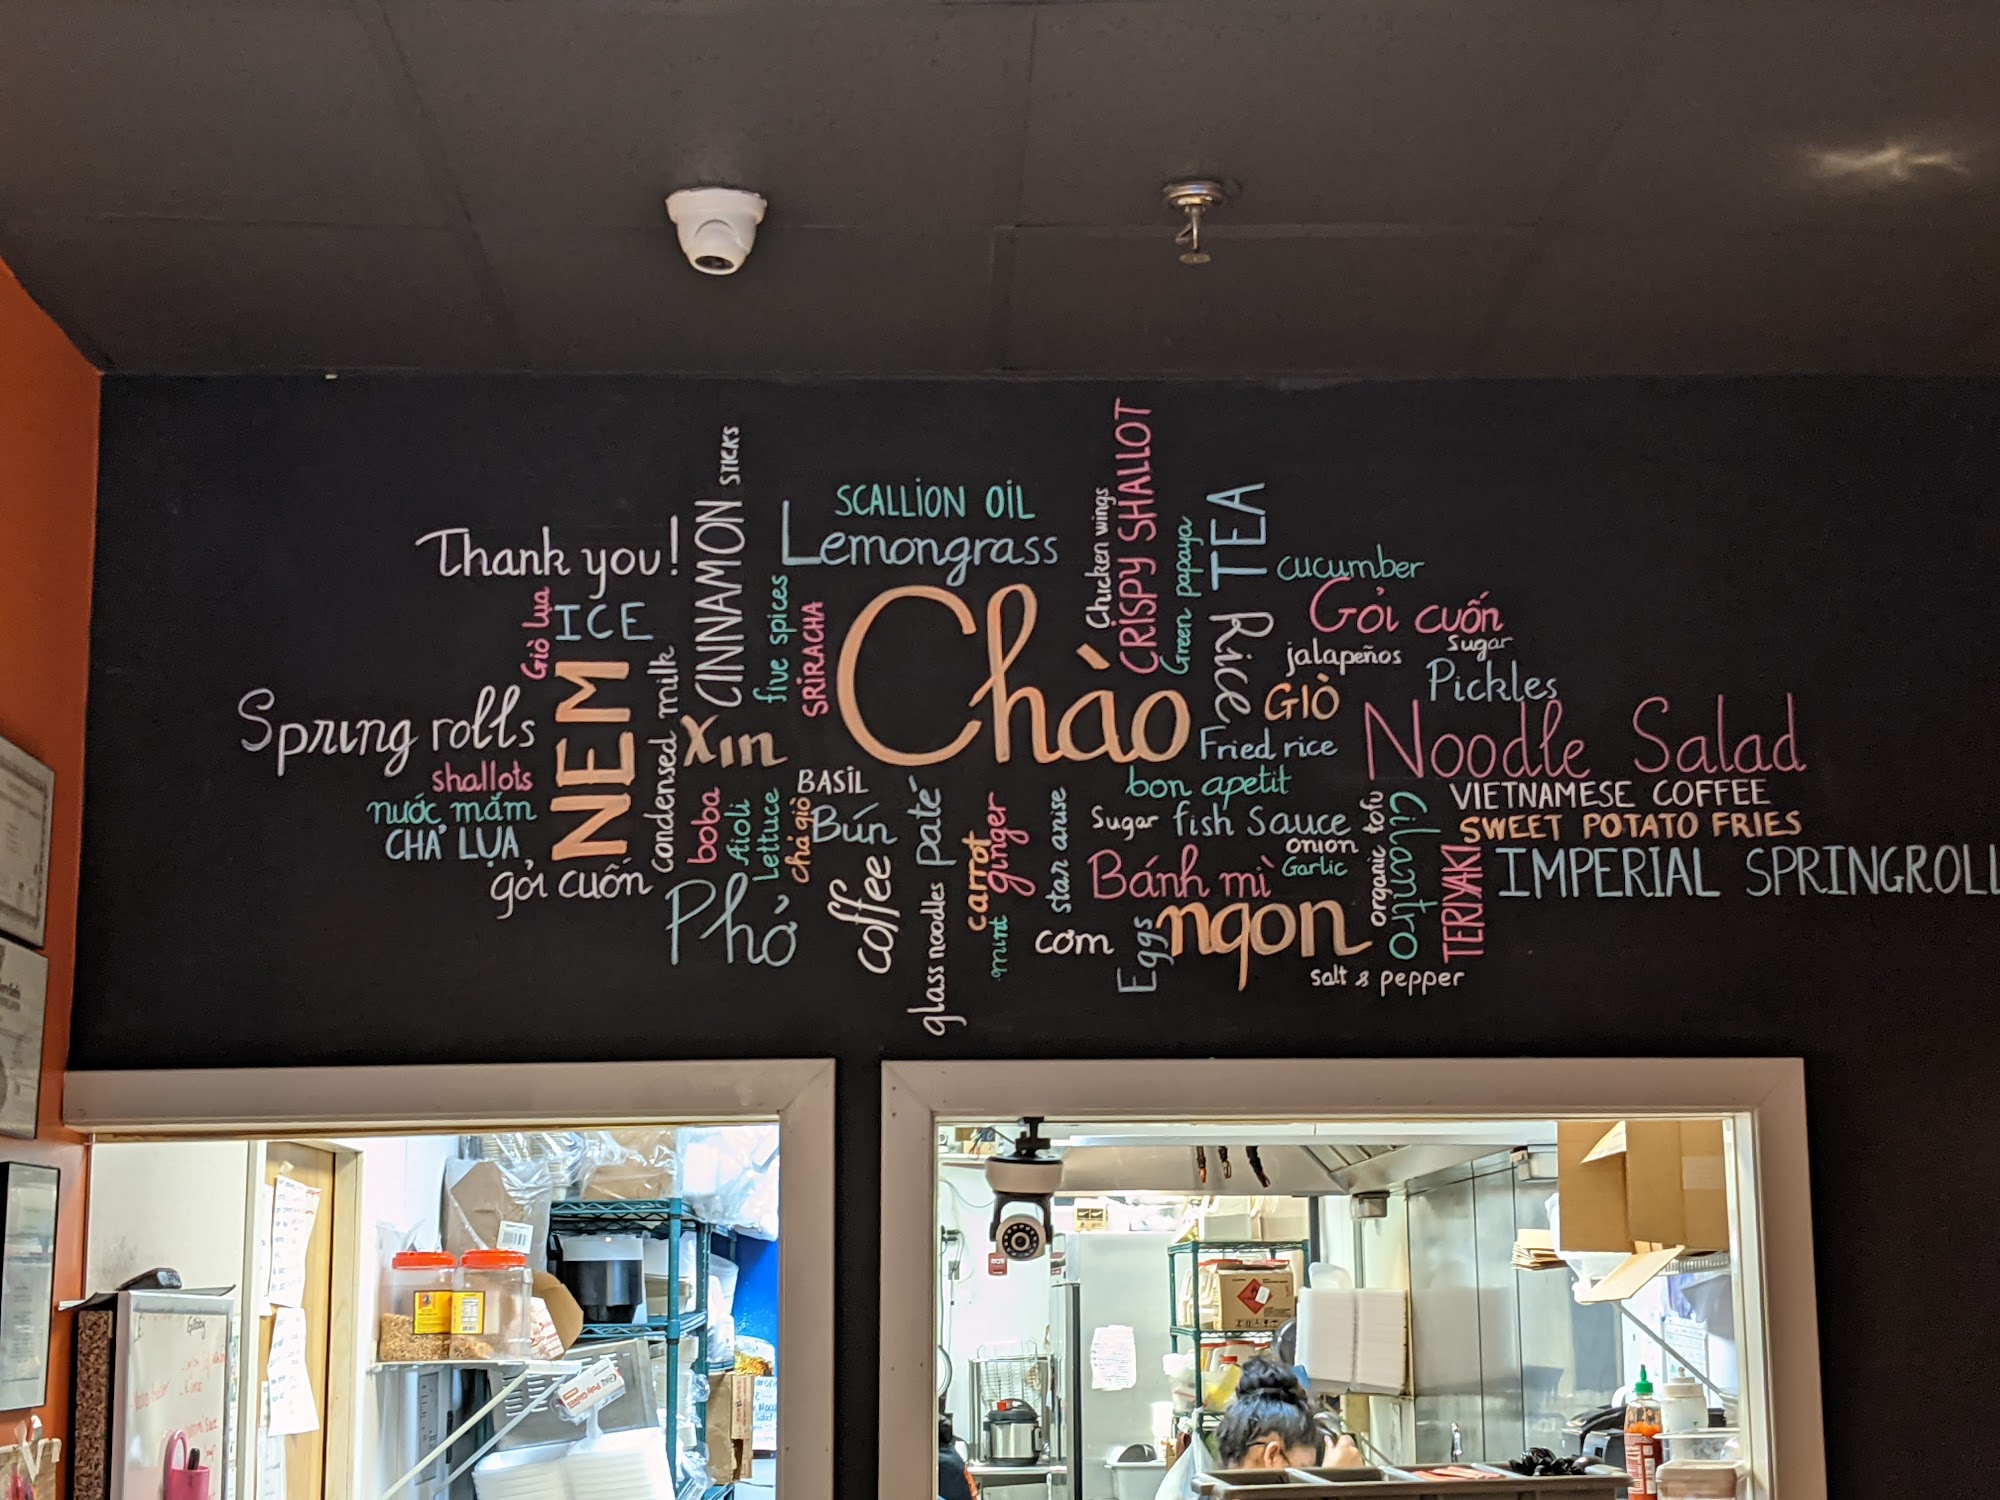 Thank you!
Giò lụa
ICE
NEM
condensed milk
CINNAMON STICKS
five spices
SRIRACHA
SCALLION OIL
Lemongrass
Chicken wings
CRISPY SHALLOT
Green papaya
TEA
Rice
cucumber
Gỏi cuốn
Sugar
jalapeños
Pickles
Spring rolls
shallots
nước mắm
CHẢ LỤA
gỏi cuốn
Xin
Chào
GIÒ
Fried rice
Noodle Salad
bon apetit
VIETNAMESE COFFEE
SWEET POTATO FRIES
IMPERIAL SPRINGROLL
BASIL
boba
Aioli
Lettuce
chả giò
Bún
Phở
coffee
paté
glass noodles
carrot
ginger
mint
star anise
Sugar
fish Sauce
onion
Garlic
Bánh mì
cơm
Eggs
ngon
organic tofu
Cilantro
TERIYAKI
salt & pepper